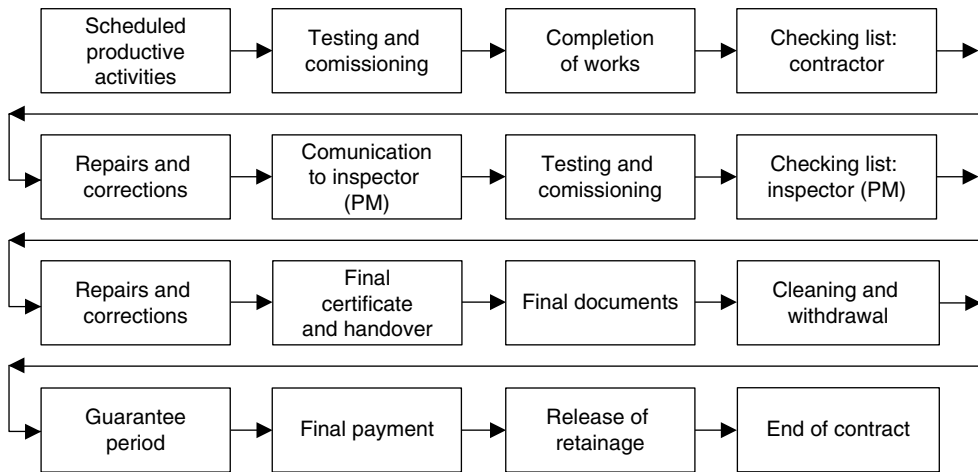 Scheduled
productive
activities
Testing and
comissioning
Completion
of works
Checking list:
contractor
Repairs and
corrections
Comunication
to inspector
(PM)
Testing and
comissioning
Checking list:
inspector (PM)
Repairs and
corrections
Final
certificate
and handover
Final documents
Cleaning and
withdrawal
Guarantee
period
Final payment
Release of
retainage
End of contract